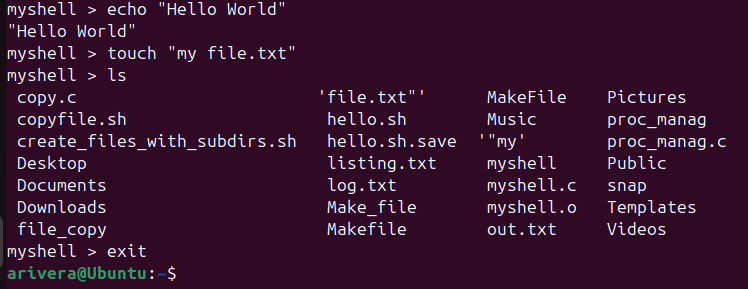 myshell > echo "Hello World"
"Hello World"
myshell > touch "my file.txt"
myshell > ls
 copy.c                        'file.txt"'      MakeFile    Pictures
 copyfile.sh                    hello.sh        Music       proc_manag
 create_files_with_subdirs.sh   hello.sh.save  '"my'        proc_manag.c
 Desktop                        listing.txt     myshell     Public
 Documents                      log.txt         myshell.c   snap
 Downloads                      Make_file       myshell.o   Templates
 file_copy                      Makefile        out.txt     Videos
myshell > exit
arivera@Ubuntu:~$